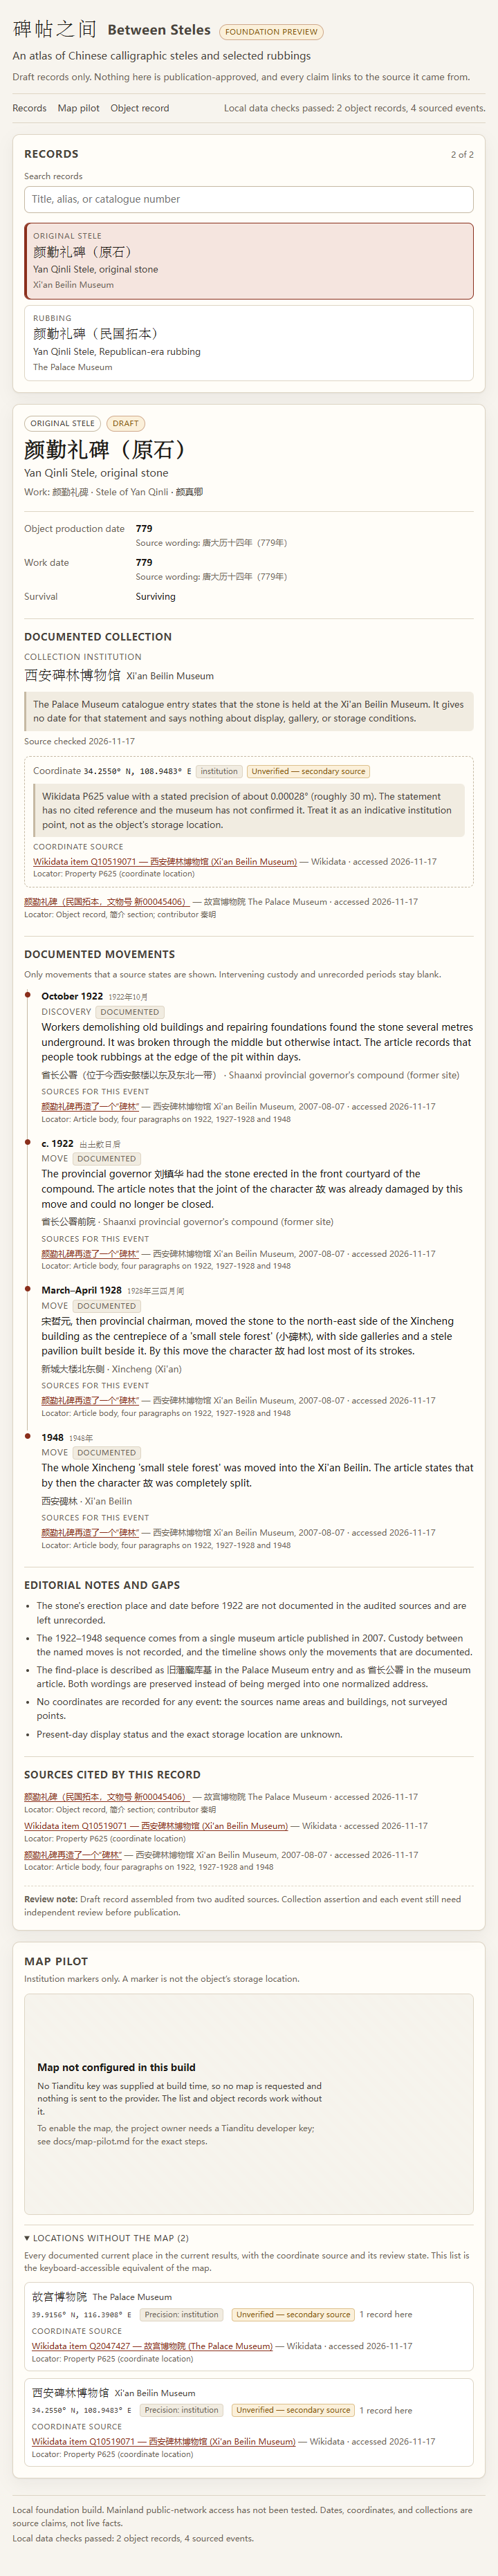 碑帖之间 Between Steles FOUNDATION PREVIEW
An atlas of Chinese calligraphic steles and selected rubbings
Draft records only. Nothing here is publication-approved, and every claim links to the source it came from.
Records Map pilot Object record Local data checks passed: 2 object records, 4 sourced events.
RECORDS 2 of 2
Search records
Title, alias, or catalogue number
ORIGINAL STELE
颜勤礼碑（原石）
Yan Qinli Stele, original stone
Xi'an Beilin Museum
RUBBING
颜勤礼碑（民国拓本）
Yan Qinli Stele, Republican-era rubbing
The Palace Museum
ORIGINAL STELE DRAFT
颜勤礼碑（原石）
Yan Qinli Stele, original stone
Work: 颜勤礼碑 · Stele of Yan Qinli · 颜真卿
Object production date 779
Source wording: 唐大历十四年（779年）
Work date 779
Source wording: 唐大历十四年（779年）
Survival Surviving
DOCUMENTED COLLECTION
COLLECTION INSTITUTION
西安碑林博物馆 Xi'an Beilin Museum
The Palace Museum catalogue entry states that the stone is held at the Xi'an Beilin Museum. It gives
no date for that statement and says nothing about display, gallery, or storage conditions.
Source checked 2026-11-17
Coordinate 34.2550° N, 108.9483° E institution Unverified — secondary source
Wikidata P625 value with a stated precision of about 0.00028° (roughly 30 m). The statement
has no cited reference and the museum has not confirmed it. Treat it as an indicative institution
point, not as the object's storage location.
COORDINATE SOURCE
Wikidata item Q10519071 — 西安碑林博物馆 (Xi'an Beilin Museum) — Wikidata · accessed 2026-11-17
Locator: Property P625 (coordinate location)
颜勤礼碑（民国拓本，文物号 新00045406） — 故宫博物院 The Palace Museum · accessed 2026-11-17
Locator: Object record, 简介 section; contributor 秦明
DOCUMENTED MOVEMENTS
Only movements that a source states are shown. Intervening custody and unrecorded periods stay blank.
October 1922 1922年10月
DISCOVERY DOCUMENTED
Workers demolishing old buildings and repairing foundations found the stone several metres
underground. It was broken through the middle but otherwise intact. The article records that
people took rubbings at the edge of the pit within days.
省长公署（位于今西安鼓楼以东及东北一带） · Shaanxi provincial governor's compound (former site)
SOURCES FOR THIS EVENT
颜勤礼碑再造了一个“碑林” — 西安碑林博物馆 Xi'an Museum, 2007-08-07 · accessed 2026-11-17
Locator: Article body, four paragraphs on 1922, 1927-1928 and 1948
c. 1922 出土数日后
MOVE DOCUMENTED
The provincial governor 刘镇华 had the stone erected in the front courtyard of the
compound. The article notes that the joint of the character 故 was already damaged by this
move and could no longer be closed.
省长公署前院 · Shaanxi provincial governor's compound (former site)
SOURCES FOR THIS EVENT
颜勤礼碑再造了一个“碑林” — 西安碑林博物馆 Xi'an Museum, 2007-08-07 · accessed 2026-11-17
Locator: Article body, four paragraphs on 1922, 1927-1928 and 1948
March–April 1928 1928年三四月间
MOVE DOCUMENTED
宋哲元, then provincial chairman, moved the stone to the north-east side of the Xincheng
building as the centrepiece of a 'small stele forest' (小碑林), with side galleries and a stele
pavilion built beside it. By this move the character 故 had lost most of its strokes.
新城大楼北东侧 · Xincheng (Xi'an)
SOURCES FOR THIS EVENT
颜勤礼碑再造了一个“碑林” — 西安碑林博物馆 Xi'an Museum, 2007-08-07 · accessed 2026-11-17
Locator: Article body, four paragraphs on 1922, 1927-1928 and 1948
1948 1948年
MOVE DOCUMENTED
The whole Xincheng 'small stele forest' was moved into the Xi'an Beilin. The article states that
by then the character 故 was completely split.
西安碑林 · Xi'an Beilin
SOURCES FOR THIS EVENT
颜勤礼碑再造了一个“碑林” — 西安碑林博物馆 Xi'an Museum, 2007-08-07 · accessed 2026-11-17
Locator: Article body, four paragraphs on 1922, 1927-1928 and 1948
EDITORIAL NOTES AND GAPS
• The stone's erection place and date before 1922 are not documented in the audited sources and are
left unrecorded.
• The 1922–1948 sequence comes from a single museum article published in 2007. Custody between
the named moves is not recorded, and the timeline shows only the movements that are documented.
• The find-place is described as 旧藩廨库基 in the Palace Museum entry and as 省长公署 in the museum
article. Both wordings are preserved instead of being merged into one normalized address.
• No coordinates are recorded for any event: the sources name areas and buildings, not surveyed
points.
• Present-day display status and the exact storage location are unknown.
SOURCES CITED BY THIS RECORD
颜勤礼碑（民国拓本，文物号 新00045406） — 故宫博物院 The Palace Museum · accessed 2026-11-17
Locator: Object record, 简介 section; contributor 秦明
Wikidata item Q10519071 — 西安碑林博物馆 (Xi'an Beilin Museum) — Wikidata · accessed 2026-11-17
Locator: Property P625 (coordinate location)
颜勤礼碑再造了一个“碑林” — 西安碑林博物馆 Xi'an Museum, 2007-08-07 · accessed 2026-11-17
Locator: Article body, four paragraphs on 1922, 1927-1928 and 1948
Review note: Draft record assembled from two audited sources. Collection assertion and each event still need
independent review before publication.
MAP PILOT
Institution markers only. A marker is not the object's storage location.
Map not configured in this build
No Tianditu key was supplied at build time, so no map is requested and
nothing is sent to the provider. The list and object records work without
it.
To enable the map, the project owner needs a Tianditu developer key;
see docs/map-pilot.md for the exact steps.
▼ LOCATIONS WITHOUT THE MAP (2)
Every documented current place in the current results, with the coordinate source and its review state. This list is
the keyboard-accessible equivalent of the map.
故宫博物院 The Palace Museum
39.9156° N, 116.3908° E Precision: institution Unverified — secondary source 1 record here
COORDINATE SOURCE
Wikidata item Q2047427 — 故宫博物院 (The Palace Museum) — Wikidata · accessed 2026-11-17
Locator: Property P625 (coordinate location)
西安碑林博物馆 Xi'an Beilin Museum
34.2550° N, 108.9483° E Precision: institution Unverified — secondary source 1 record here
COORDINATE SOURCE
Wikidata item Q10519071 — 西安碑林博物馆 (Xi'an Beilin Museum) — Wikidata · accessed 2026-11-17
Locator: Property P625 (coordinate location)
Local foundation build. Mainland public-network access has not been tested. Dates, coordinates, and collections are
source claims, not live facts.
Local data checks passed: 2 object records, 4 sourced events.